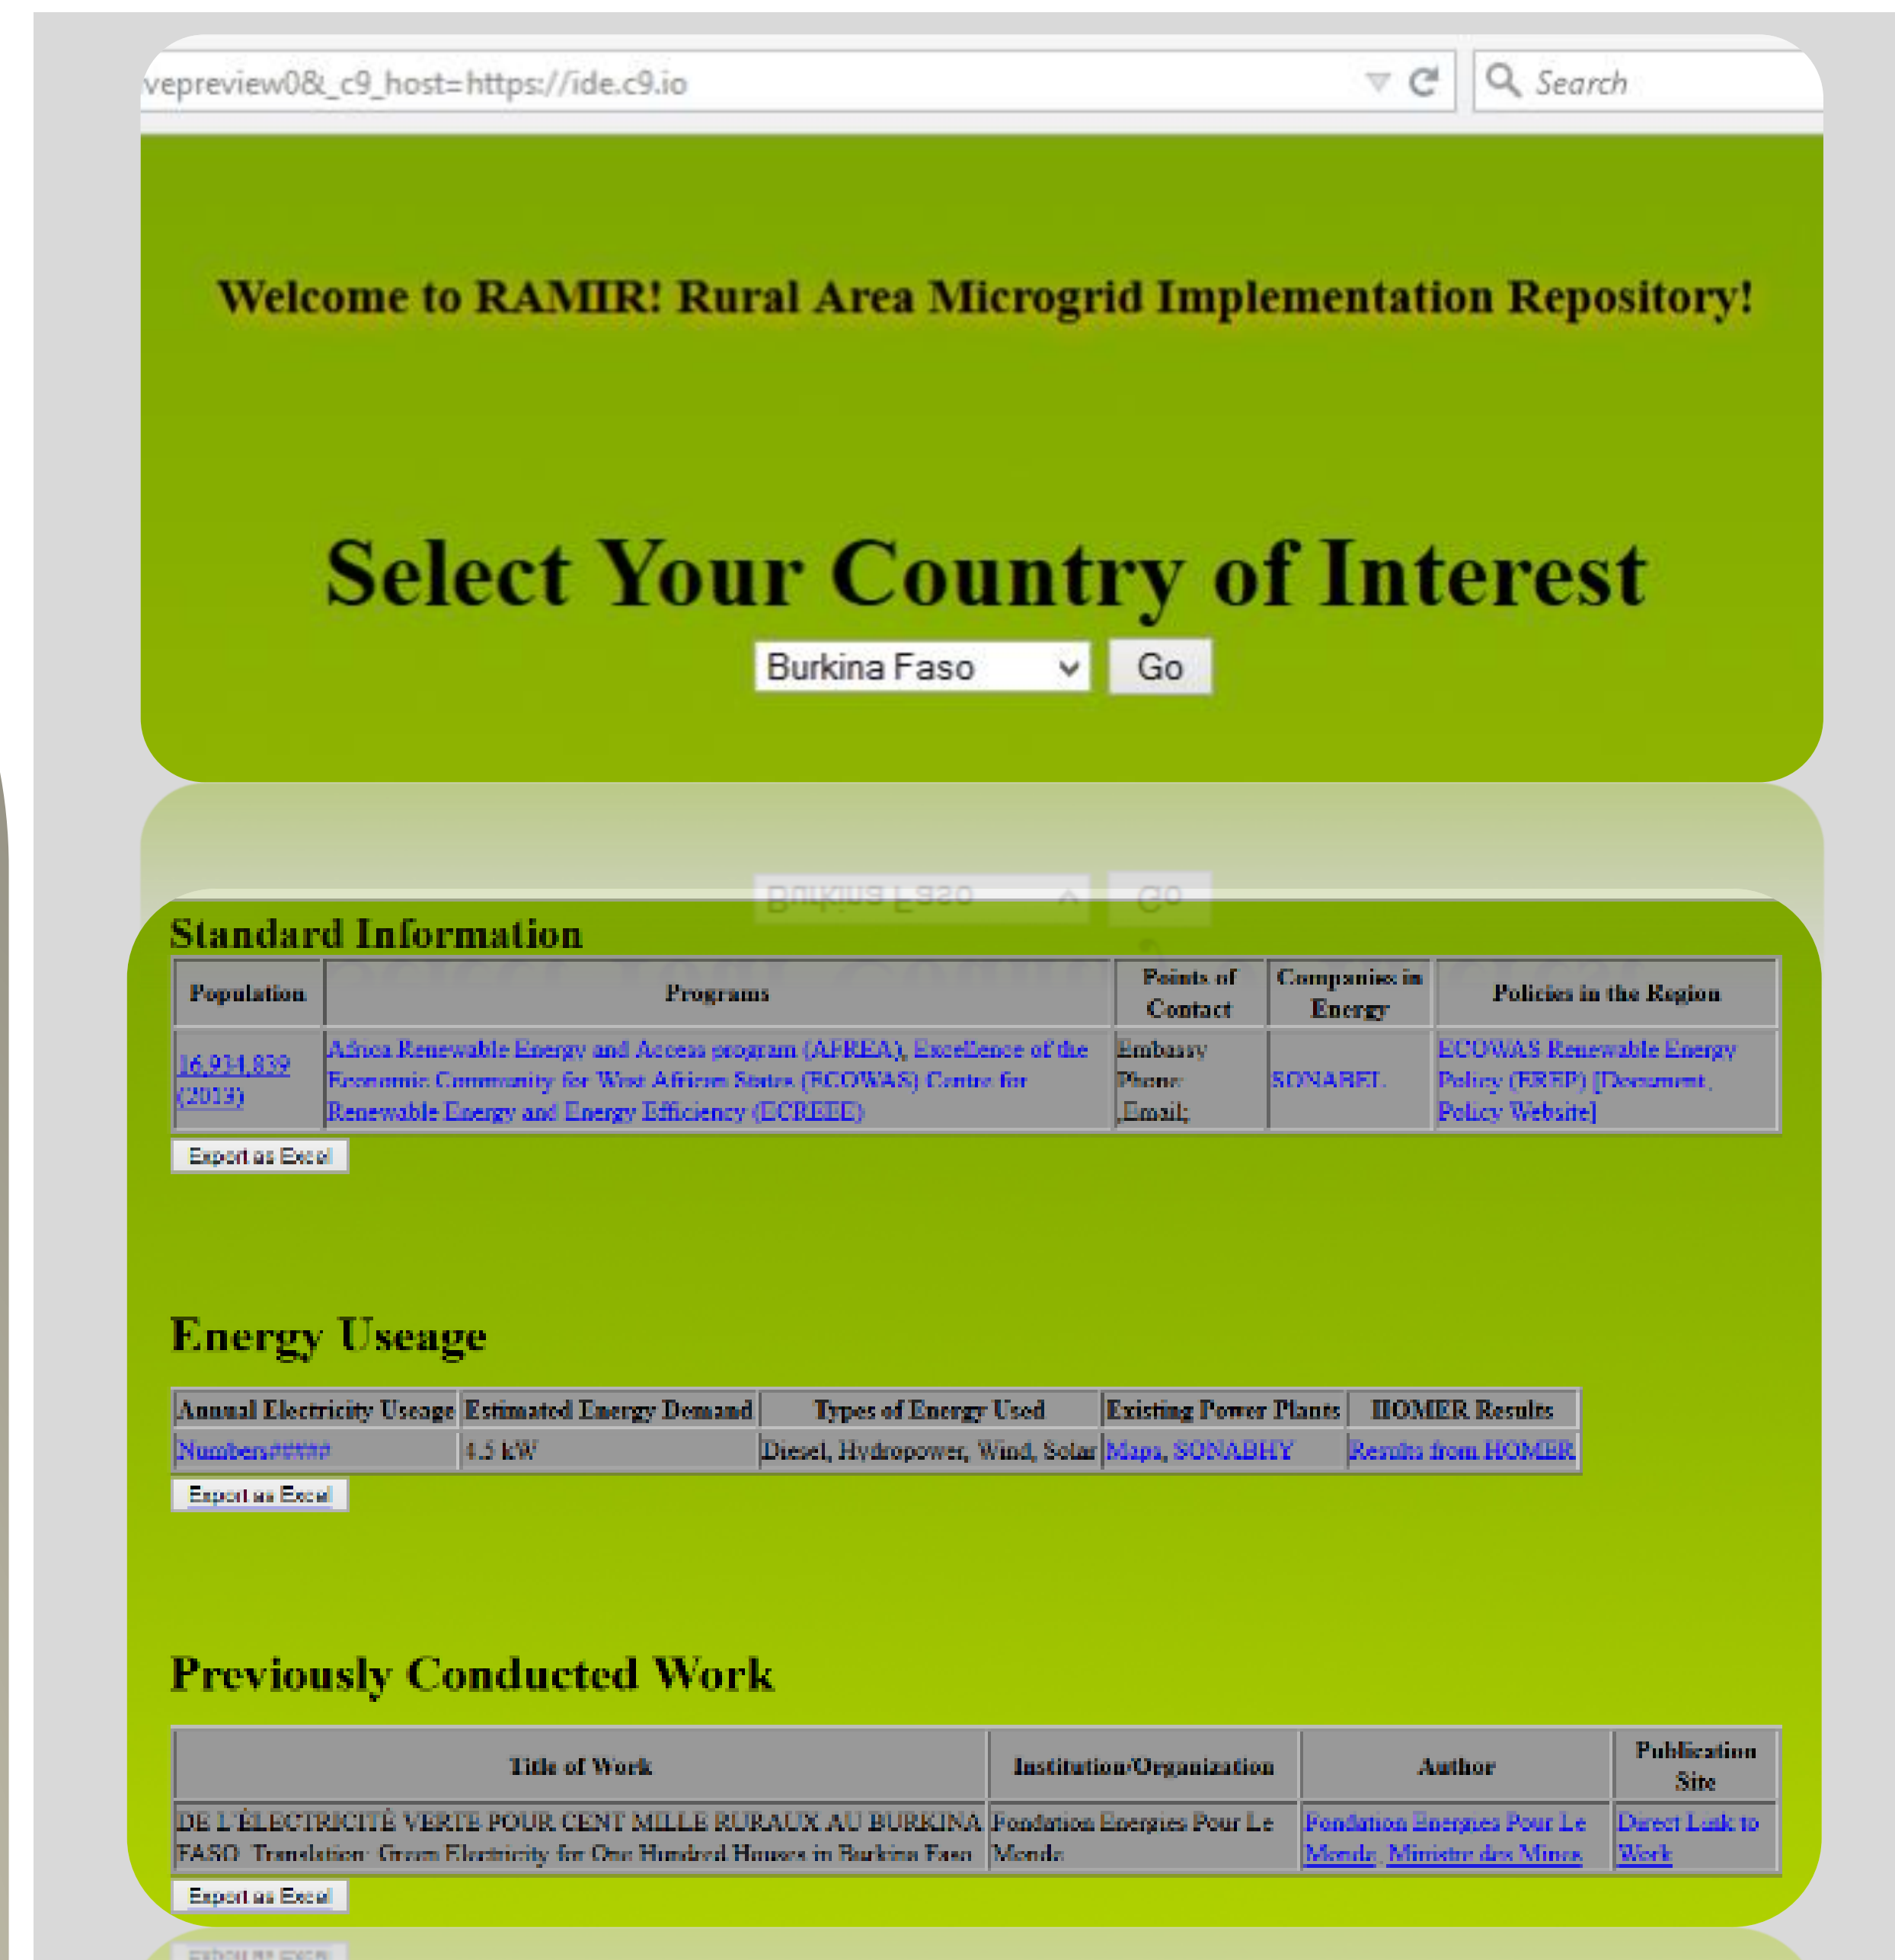 vepreview0&_c9_host=https://ide.c9.io
Search
Welcome to RAMIR! Rural Area Microgrid Implementation Repository!
Select Your Country of Interest
Burkina Faso
Go
Standard Information
Population
Programs
Points of
Contact
Companies in
Energy
Policies in the Region
16,934,839
(2013)
Africa Renewable Energy and Access program (AFREA), Excellence of the
Economic Community for West African States (ECOWAS) Centre for
Renewable Energy and Energy Efficiency (ECREEE)
Embassy
Phone:
,Email;
SONABEL
ECOWAS Renewable Energy
Policy (EREP) [Document,
Policy Website]
Export as Excel
Energy Useage
Annual Electricity Useage
Estimated Energy Demand
Types of Energy Used
Existing Power Plants
HOMER Results
Numbers#####
4.5 kW
Diesel, Hydropower, Wind, Solar
Maps, SONABHY
Results from HOMER
Export as Excel
Previously Conducted Work
Title of Work
Institution/Organization
Author
Publication
Site
DE L'ÉLECTRICITÉ VERTE POUR CENT MILLE RURAUX AU BURKINA
FASO Translation: Green Electricity for One Hundred Houses in Burkina Faso
Fondation Energies Pour Le
Monde
Fondation Energies Pour Le
Monde, Ministre des Mines
Direct Link to
Work
Export as Excel